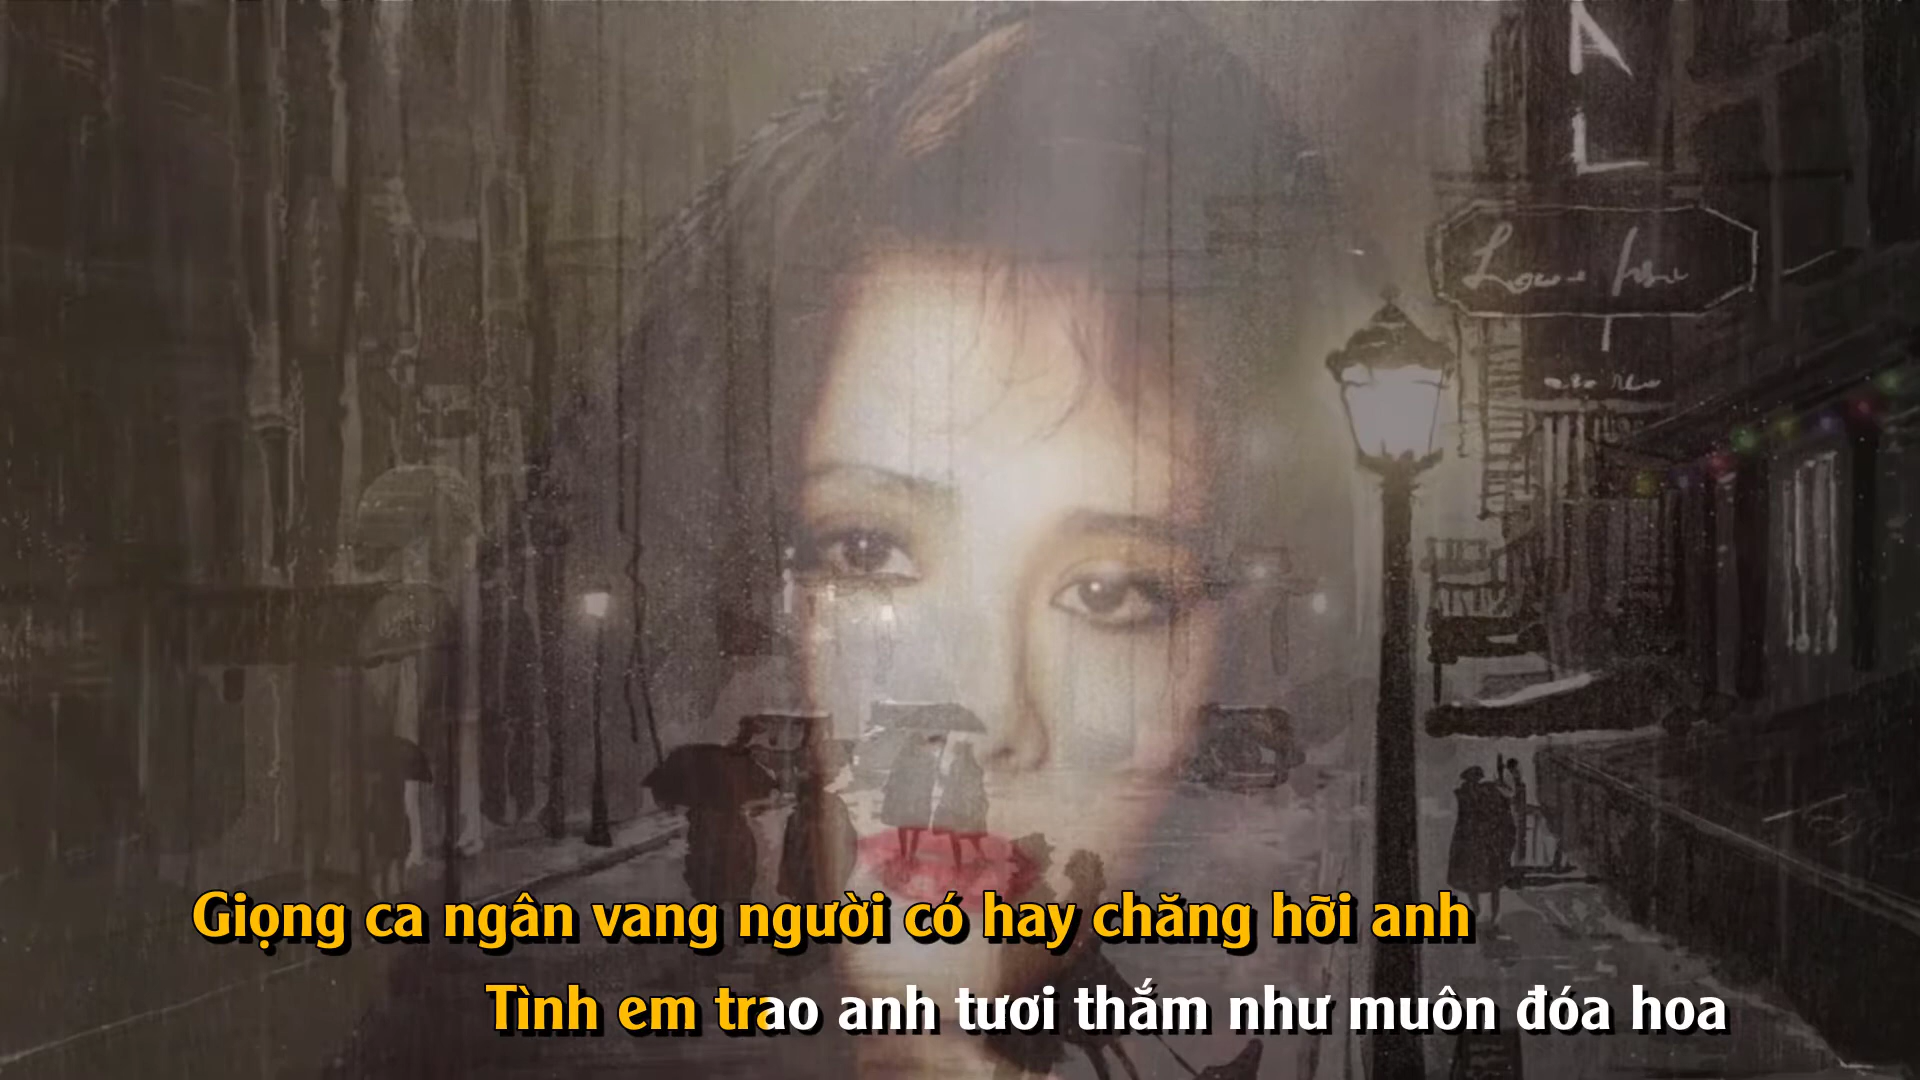 A
L
Giọng ca ngân vang người có hay chăng hỡi anh
Tình em trao anh tươi thắm như muôn đóa hoa